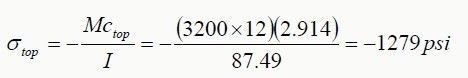 σ_top = − Mc_top / I = − (3200×12)(2.914) / 87.49 = −1279 psi